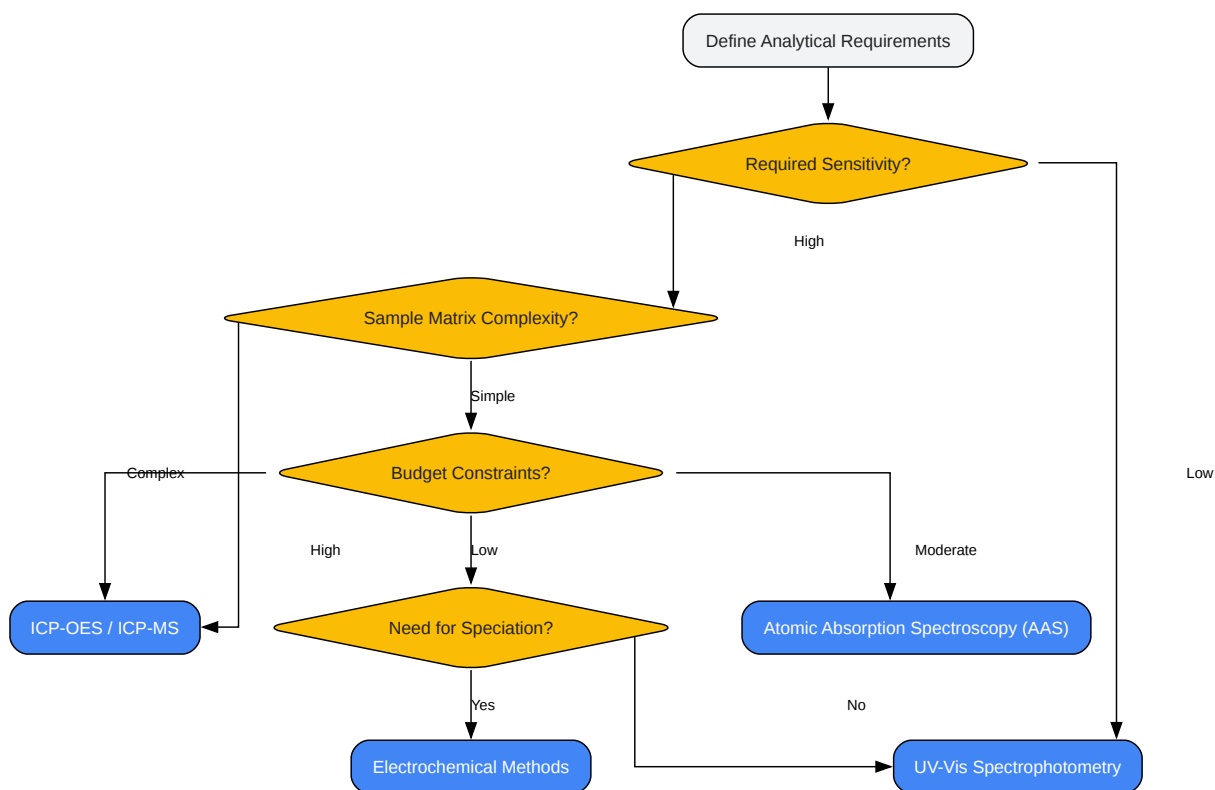 Define Analytical Requirements
Required Sensitivity?
High
Sample Matrix Complexity?
Simple
Complex
Budget Constraints?
Low
High
Low
Moderate
ICP-OES / ICP-MS
Need for Speciation?
Atomic Absorption Spectroscopy (AAS)
Yes
No
Electrochemical Methods
UV-Vis Spectrophotometry